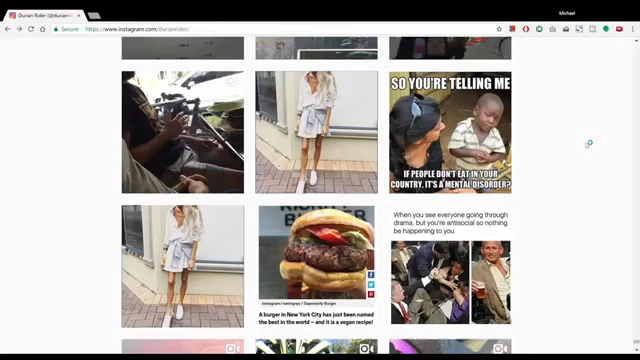 Durian Rider (@durianri
Michael
Secure
https://www.instagram.com/durianrider/
SO YOU'RE TELLING ME
IF PEOPLE DON'T EAT IN YOUR
COUNTRY, IT'S A MENTAL DISORDER?
Instagram / eatingnyc / Superiority Burger
A burger in New York City has just been named
the best in the world – and it is a vegan recipe!
When you see everyone going through
drama, but you're antisocial so nothing
be happening to you